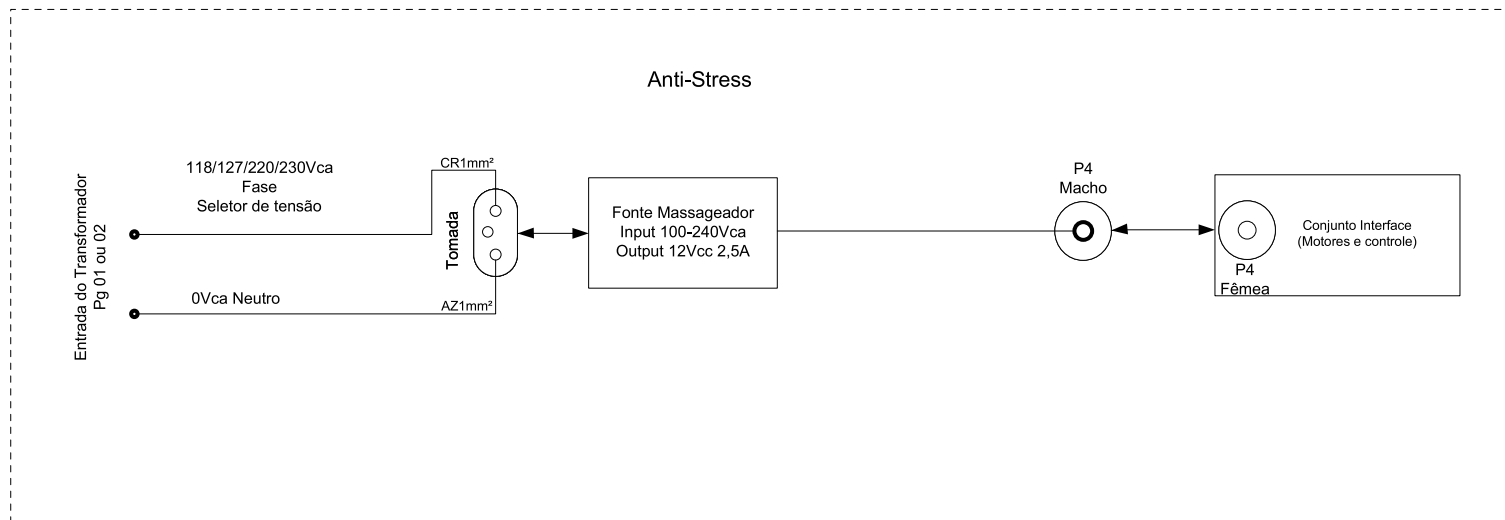 Anti-Stress
Entrada do Transformador
Pg 01 ou 02
118/127/220/230Vca
Fase
Seletor de tensão
0Vca Neutro
CR1mm²
Tomada
AZ1mm²
Fonte Massageador
Input 100-240Vca
Output 12Vcc 2,5A
P4
Macho
Conjunto Interface
(Motores e controle)
P4
Fêmea